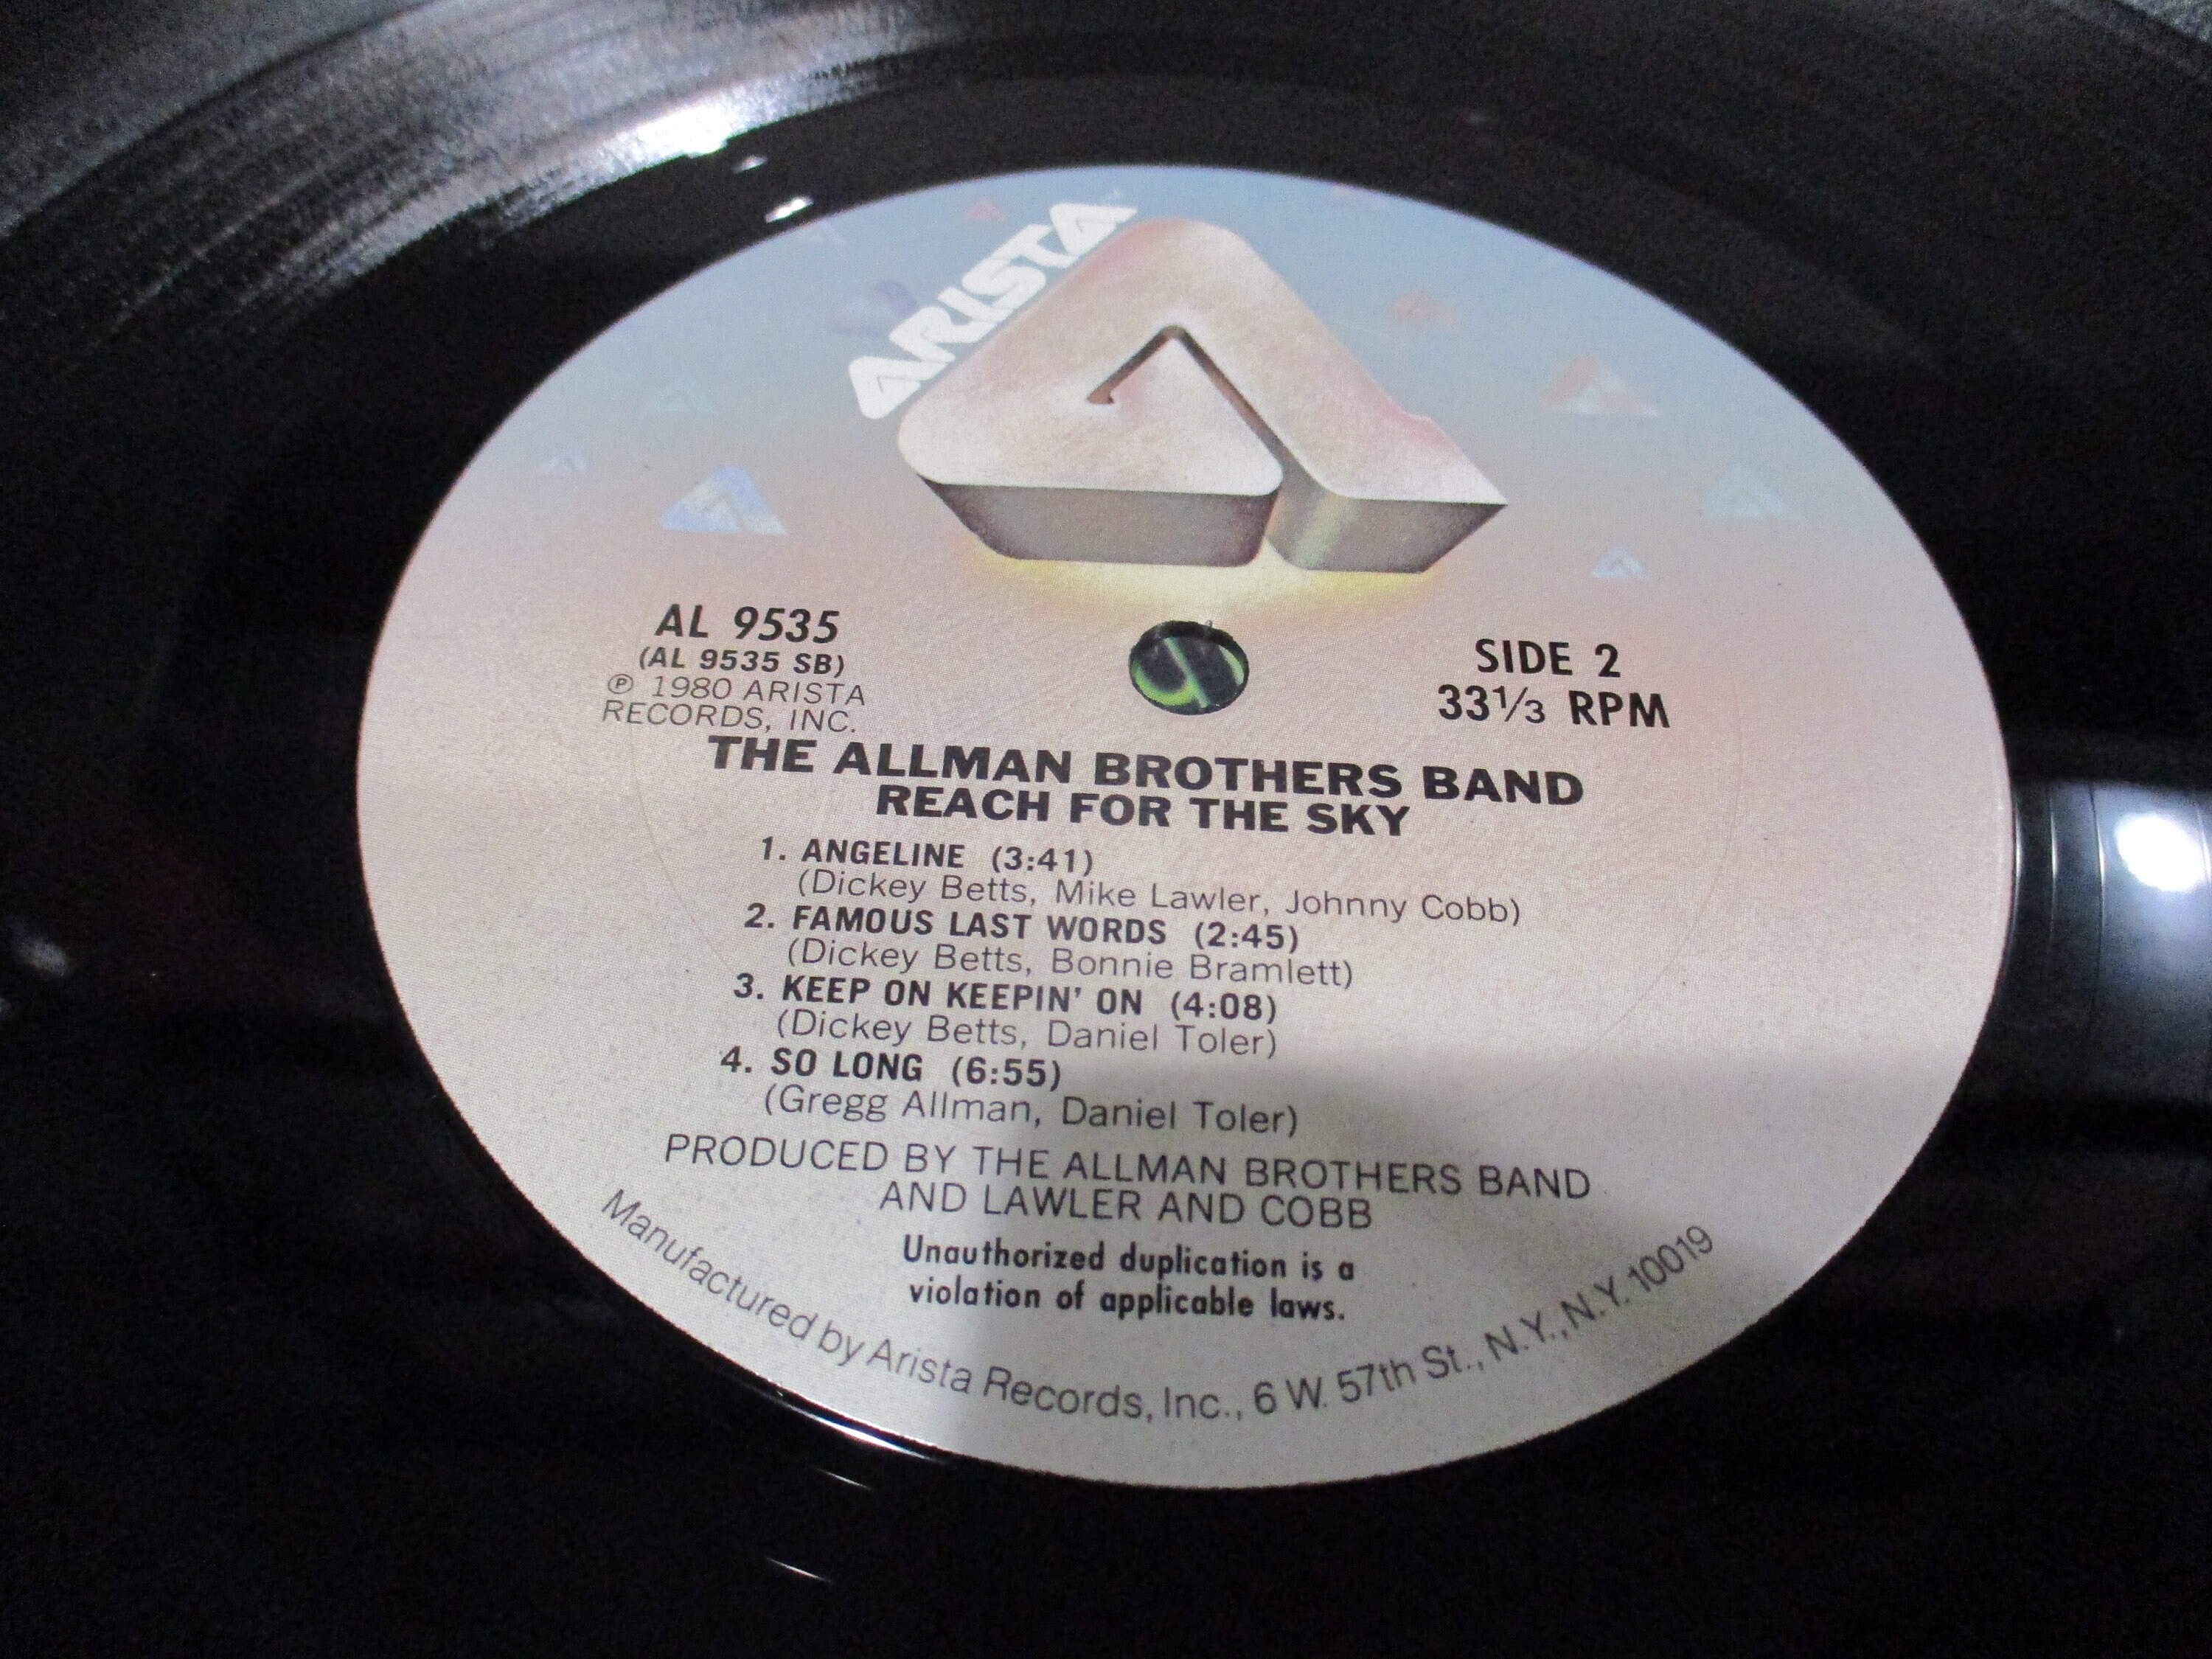 ARISTA
AL 9535
(AL 9535 SB)
℗ 1980 ARISTA
RECORDS, INC.
SIDE 2
33⅓ RPM
THE ALLMAN BROTHERS BAND
REACH FOR THE SKY
1. ANGELINE (3:41)
(Dickey Betts, Mike Lawler, Johnny Cobb)
2. FAMOUS LAST WORDS (2:45)
(Dickey Betts, Bonnie Bramlett)
3. KEEP ON KEEPIN' ON (4:08)
(Dickey Betts, Daniel Toler)
4. SO LONG (6:55)
(Gregg Allman, Daniel Toler)
PRODUCED BY THE ALLMAN BROTHERS BAND
AND LAWLER AND COBB
Unauthorized duplication is a
violation of applicable laws.
Manufactured by Arista Records, Inc., 6 W. 57th St., N.Y., N.Y. 10019